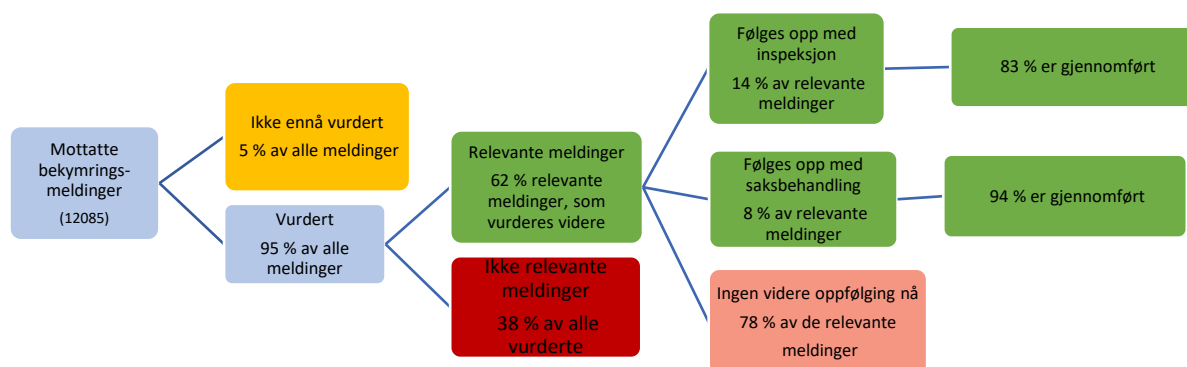 Mottatte
bekymrings-
meldinger
(12085)
Ikke ennå vurdert
5 % av alle meldinger
Vurdert
95 % av alle
meldinger
Relevante meldinger
62 % relevante
meldinger, som
vurderes videre
Ikke relevante
meldinger
38 % av alle
vurderte
Følges opp med
inspeksjon
14 % av relevante
meldinger
83 % er gjennomført
Følges opp med
saksbehandling
8 % av relevante
meldinger
94 % er gjennomført
Ingen videre oppfølging nå
78 % av de relevante
meldinger